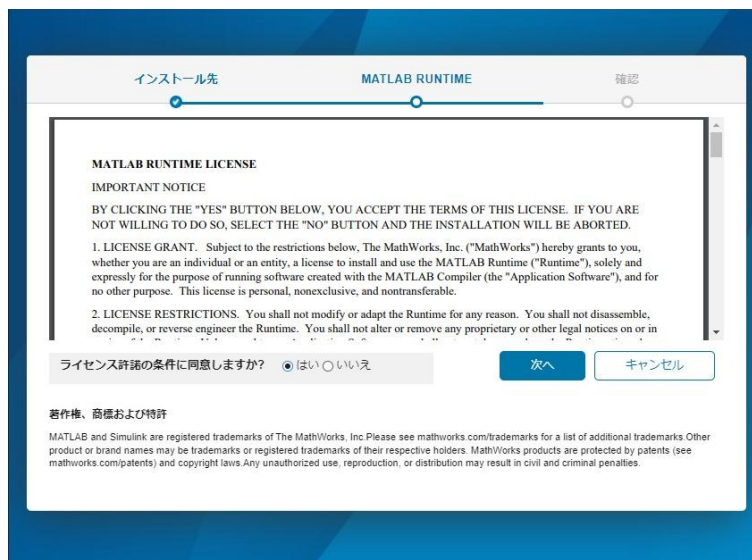 インストール先
MATLAB RUNTIME
確認
MATLAB RUNTIME LICENSE
IMPORTANT NOTICE
BY CLICKING THE "YES" BUTTON BELOW, YOU ACCEPT THE TERMS OF THIS LICENSE. IF YOU ARE
NOT WILLING TO DO SO, SELECT THE "NO" BUTTON AND THE INSTALLATION WILL BE ABORTED.
1. LICENSE GRANT. Subject to the restrictions below, The MathWorks, Inc. ("MathWorks") hereby grants to you,
whether you are an individual or an entity, a license to install and use the MATLAB Runtime ("Runtime"), solely and
expressly for the purpose of running software created with the MATLAB Compiler (the "Application Software"), and for
no other purpose. This license is personal, nonexclusive, and nontransferable.
2. LICENSE RESTRICTIONS. You shall not modify or adapt the Runtime for any reason. You shall not disassemble,
decompile, or reverse engineer the Runtime. You shall not alter or remove any proprietary or other legal notices on or in
ライセンス許諾の条件に同意しますか? はい いいえ
次へ
キャンセル
著作権、商標および特許
MATLAB and Simulink are registered trademarks of The MathWorks, Inc.Please see mathworks.com/trademarks for a list of additional trademarks.Other
product or brand names may be trademarks or registered trademarks of their respective holders. MathWorks products are protected by patents (see
mathworks.com/patents) and copyright laws.Any unauthorized use, reproduction, or distribution may result in civil and criminal penalties.